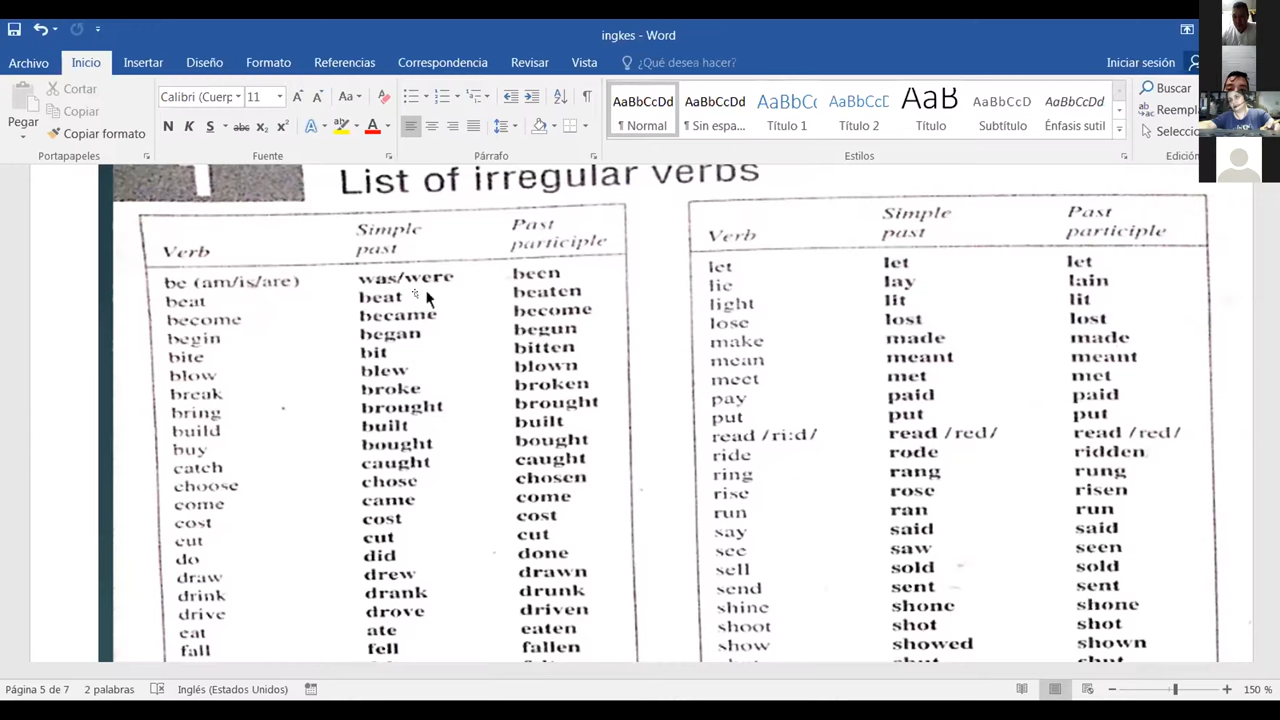 ingkes - Word
Archivo Inicio Insertar Diseño Formato Referencias Correspondencia Revisar Vista ¿Qué desea hacer? Iniciar sesión
Pegar
Cortar
Copiar
Copiar formato
Portapapeles
Calibri (Cuerp 11
N K S abc x₂ x²
Fuente
Párrafo
AaBbCcDd AaBbCcDd AaBbCc AaBbCcD AaB AaBbCcD AaBbCcDd
¶ Normal ¶ Sin espa... Título 1 Título 2 Título Subtítulo Énfasis sutil
Estilos
Buscar
Reempl
Selecci
Edición
List of irregular verbs
Verb Simple past Past participle
be (am/is/are) was/were been
beat beat beaten
become became become
begin began begun
bite bit bitten
blow blew blown
break broke broken
bring brought brought
build built built
buy bought bought
catch caught caught
choose chose chosen
come came come
cost cost cost
cut cut cut
do did done
draw drew drawn
drink drank drunk
drive drove driven
eat ate eaten
fall fell fallen
Verb Simple past Past participle
let let let
lie lay lain
light lit lit
lose lost lost
make made made
mean meant meant
meet met met
pay paid paid
put put put
read /ri:d/ read /red/ read /red/
ride rode ridden
ring rang rung
rise rose risen
run ran run
say said said
see saw seen
sell sold sold
send sent sent
shine shone shone
shoot shot shot
show showed shown
Página 5 de 7 2 palabras Inglés (Estados Unidos) 150 %